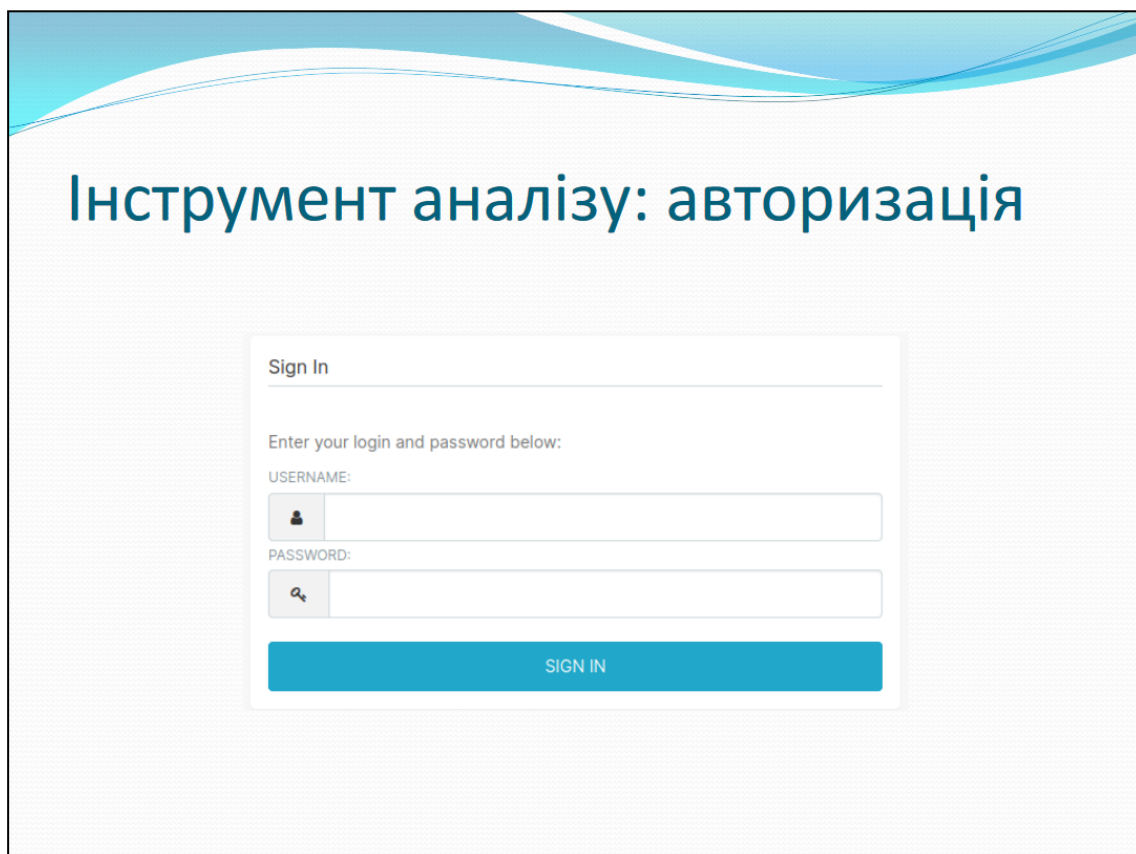 Інструмент аналізу: авторизація
Sign In
Enter your login and password below:
USERNAME:
PASSWORD:
SIGN IN